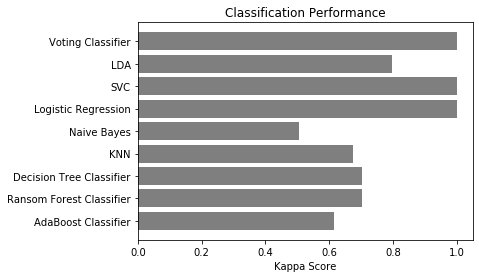 Classification Performance
Voting Classifier
LDA
SVC
Logistic Regression
Naive Bayes
KNN
Decision Tree Classifier
Ransom Forest Classifier
AdaBoost Classifier
0.0 0.2 0.4 0.6 0.8 1.0
Kappa Score